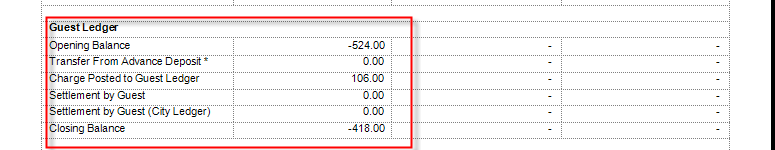 Guest Ledger
Opening Balance -524.00 - -
Transfer From Advance Deposit * 0.00 - -
Charge Posted to Guest Ledger 106.00 - -
Settlement by Guest 0.00 - -
Settlement by Guest (City Ledger) 0.00 - -
Closing Balance -418.00 - -